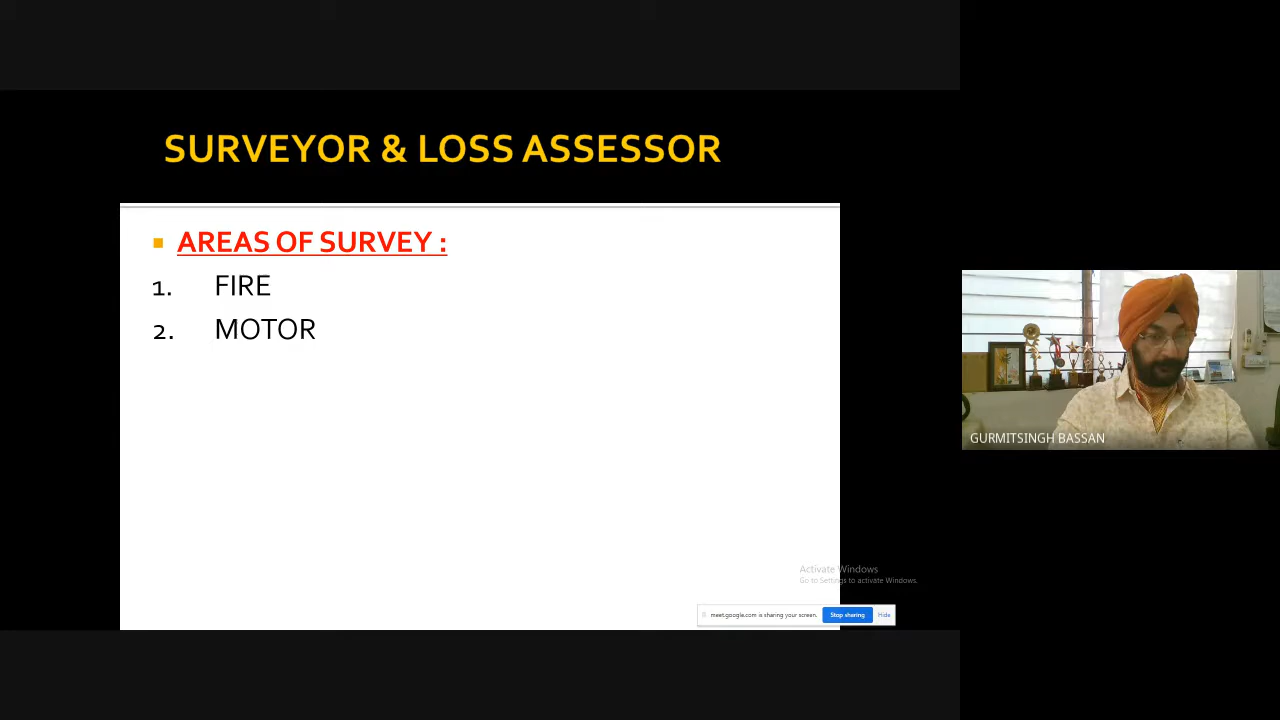 SURVEYOR & LOSS ASSESSOR
AREAS OF SURVEY :
1. FIRE
2. MOTOR
GURMITSINGH BASSAN
Activate Windows
Go to Settings to activate Windows.
meet.google.com is sharing your screen.
Stop sharing
Hide